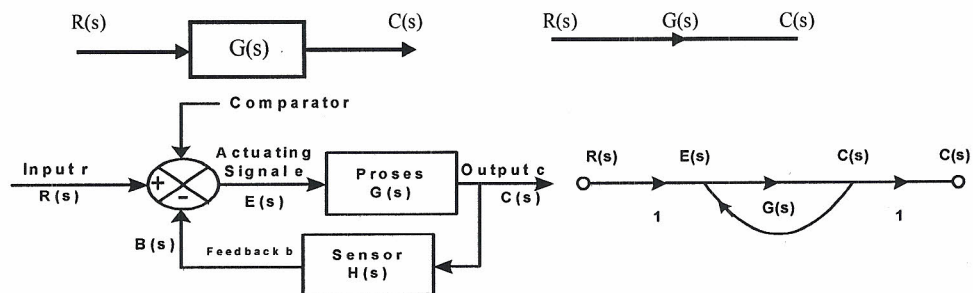 R(s) G(s) C(s)
R(s) G(s) C(s)
Comparator
Input r
R(s)
+
-
Actuating
Signal e
E(s)
Proses
G(s)
Output c
C(s)
B(s)
Feedback b
Sensor
H(s)
R(s) E(s) C(s) C(s)
1 G(s) 1